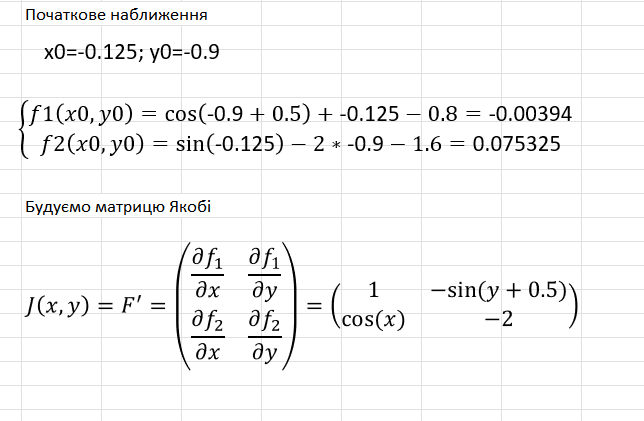 Початкове наближення
x0=-0.125; y0=-0.9
f1(x0, y0) = cos(-0.9 + 0.5) + -0.125 − 0.8 = -0.00394
f2(x0, y0) = sin(-0.125) − 2 * -0.9 − 1.6 = 0.075325
Будуємо матрицю Якобі
J(x, y) = F′ = (∂f₁/∂x ∂f₁/∂y ∂f₂/∂x ∂f₂/∂y) = (1 −sin(y + 0.5) cos(x) −2)